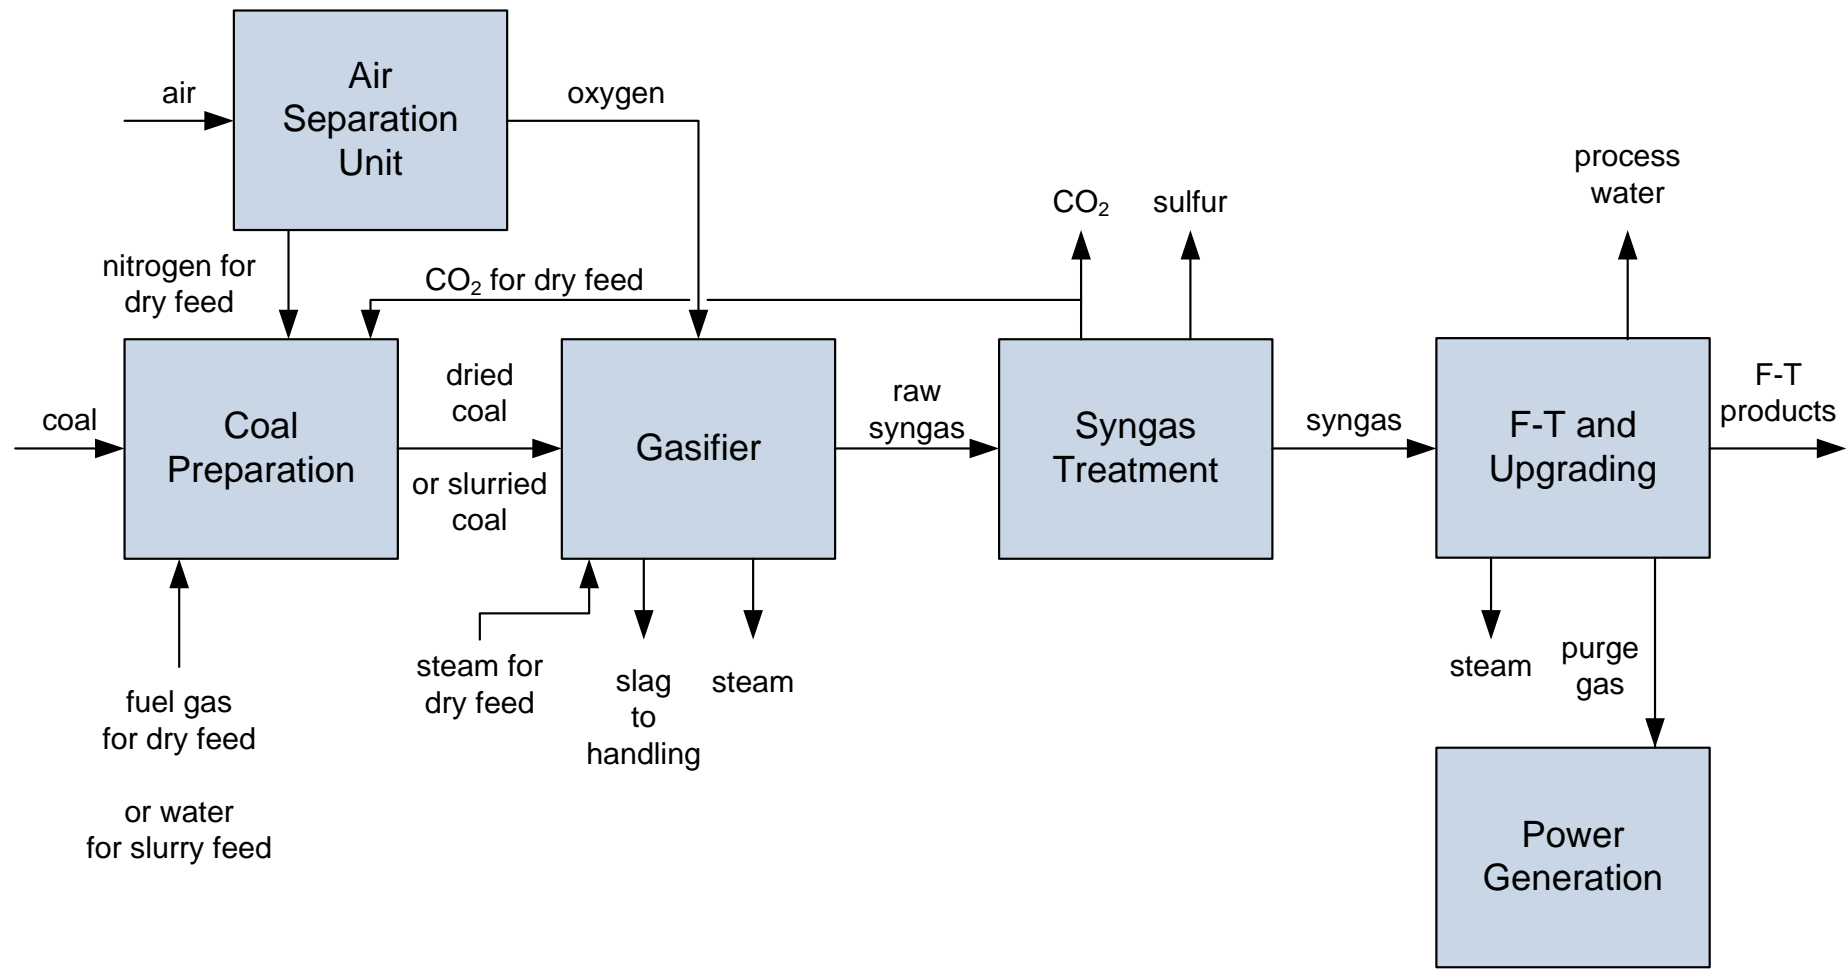 air
Air
Separation
Unit
oxygen
process
water
CO₂
sulfur
nitrogen for
dry feed
CO₂ for dry feed
coal
Coal
Preparation
dried
coal
or slurried
coal
Gasifier
raw
syngas
Syngas
Treatment
syngas
F-T and
Upgrading
F-T
products
fuel gas
for dry feed
or water
for slurry feed
steam for
dry feed
slag
to
handling
steam
steam
purge
gas
Power
Generation